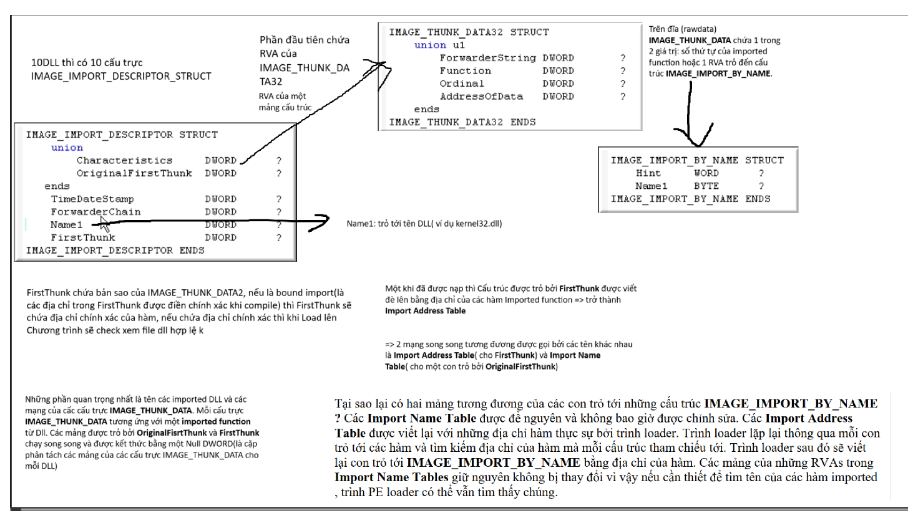 10DLL thì có 10 cấu trực
IMAGE_IMPORT_DESCRIPTOR_STRUCT
Phần đầu tiên chứa
RVA của
IMAGE_THUNK_DA
TA32
RVA của một
mảng cấu trúc
IMAGE_THUNK_DATA32 STRUCT
union u1
ForwarderString DWORD ?
Function DWORD ?
Ordinal DWORD ?
AddressOfData DWORD ?
ends
IMAGE_THUNK_DATA32 ENDS
Trên đĩa (rawdata)
IMAGE_THUNK_DATA chứa 1 trong
2 giá trị: số thứ tự của imported
function hoặc 1 RVA trỏ đến cấu
trúc IMAGE_IMPORT_BY_NAME.
IMAGE_IMPORT_DESCRIPTOR STRUCT
union
Characteristics DWORD ?
OriginalFirstThunk DWORD ?
ends
TimeDateStamp DWORD ?
ForwarderChain DWORD ?
Name1 DWORD ?
FirstThunk DWORD ?
IMAGE_IMPORT_DESCRIPTOR ENDS
IMAGE_IMPORT_BY_NAME STRUCT
Hint WORD ?
Name1 BYTE ?
IMAGE_IMPORT_BY_NAME ENDS
Name1: trỏ tới tên DLL( ví dụ kernel32.dll)
FirstThunk chứa bản sao của IMAGE_THUNK_DATA2, nếu là bound import(là
các địa chỉ trong FirstThunk được điền chính xác khi compile) thì FirstThunk sẽ
chứa địa chỉ chính xác của hàm, nếu chứa địa chỉ chính xác thì khi Load lên
Chương trình sẽ check xem file dll hợp lệ k
Một khi đã được nạp thì Cấu trúc được trỏ bởi FirstThunk được viết
đè lên bằng địa chỉ của các hàm Imported function => trở thành
Import Address Table
=> 2 mạng song song tương đương được gọi bởi các tên khác nhau
là Import Address Table( cho FirstThunk) và Import Name
Table( cho một con trỏ bởi OriginalFirstThunk)
Những phần quan trọng nhất là tên các imported DLL và các
mạng của các cấu trực IMAGE_THUNK_DATA. Mỗi cấu trực
IMAGE_THUNK_DATA tương ứng với một imported function
từ Dll. Các mảng được trỏ bởi OriginalFisrtThunk và FirstThunk
chạy song song và được kết thúc bằng một Null DWORD(là cặp
phân tách các mảng của các cấu trực IMAGE_THUNK_DATA cho
mỗi DLL)
Tại sao lại có hai mảng tương đương của các con trỏ tới những cấu trúc IMAGE_IMPORT_BY_NAME
? Các Import Name Table được để nguyên và không bao giờ được chỉnh sửa. Các Import Address
Table được viết lại với những địa chỉ hàm thực sự bởi trình loader. Trình loader lặp lại thông qua mỗi con
trỏ tới các hàm và tìm kiếm địa chỉ của hàm mà mỗi cấu trúc tham chiếu tới. Trình loader sau đó sẽ viết
lại con trỏ tới IMAGE_IMPORT_BY_NAME bằng địa chỉ của hàm. Các mảng của những RVAs trong
Import Name Tables giữ nguyên không bị thay đổi vì vậy nếu cần thiết để tìm tên của các hàm imported
, trình PE loader có thể vẫn tìm thấy chúng.